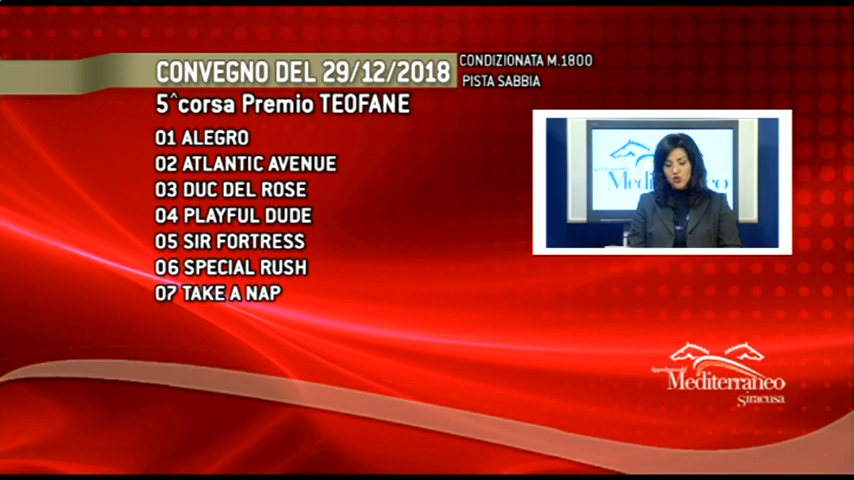 CONVEGNO DEL 29/12/2018
CONDIZIONATA M.1800
PISTA SABBIA
5^corsa Premio TEOFANE
01 ALEGRO
02 ATLANTIC AVENUE
03 DUC DEL ROSE
04 PLAYFUL DUDE
05 SIR FORTRESS
06 SPECIAL RUSH
07 TAKE A NAP
Mediterraneo
Mediterraneo
Siracusa